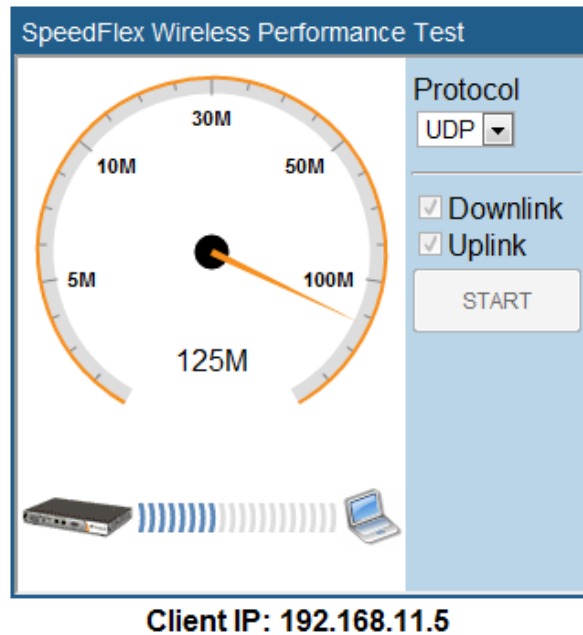 SpeedFlex Wireless Performance Test
Protocol
UDP
30M
10M
50M
Downlink
Uplink
5M
100M
START
125M
Client IP: 192.168.11.5